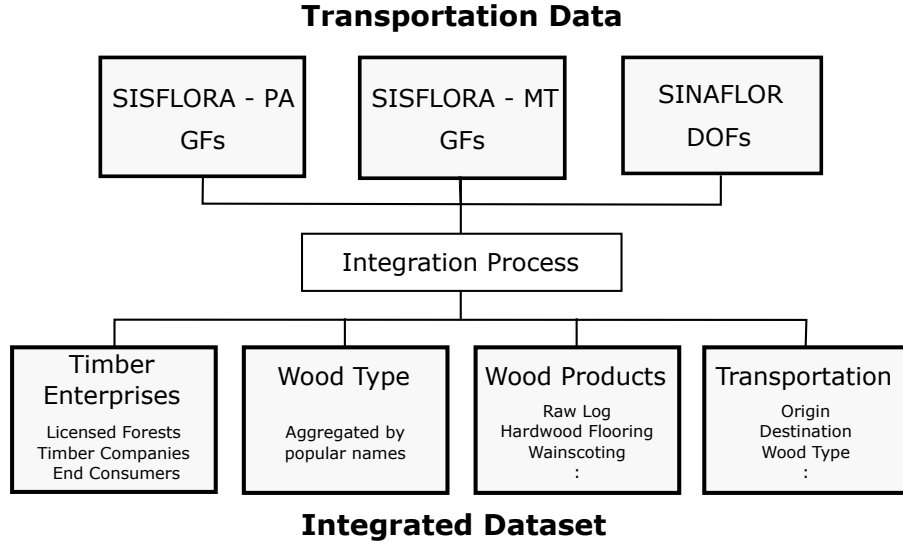 Transportation Data
SISFLORA - PA
GFs
SISFLORA - MT
GFs
SINAFLOR
DOFs
Integration Process
Timber
Enterprises
Licensed Forests
Timber Companies
End Consumers
Wood Type
Aggregated by
popular names
Wood Products
Raw Log
Hardwood Flooring
Wainscoting
:
Transportation
Origin
Destination
Wood Type
:
Integrated Dataset